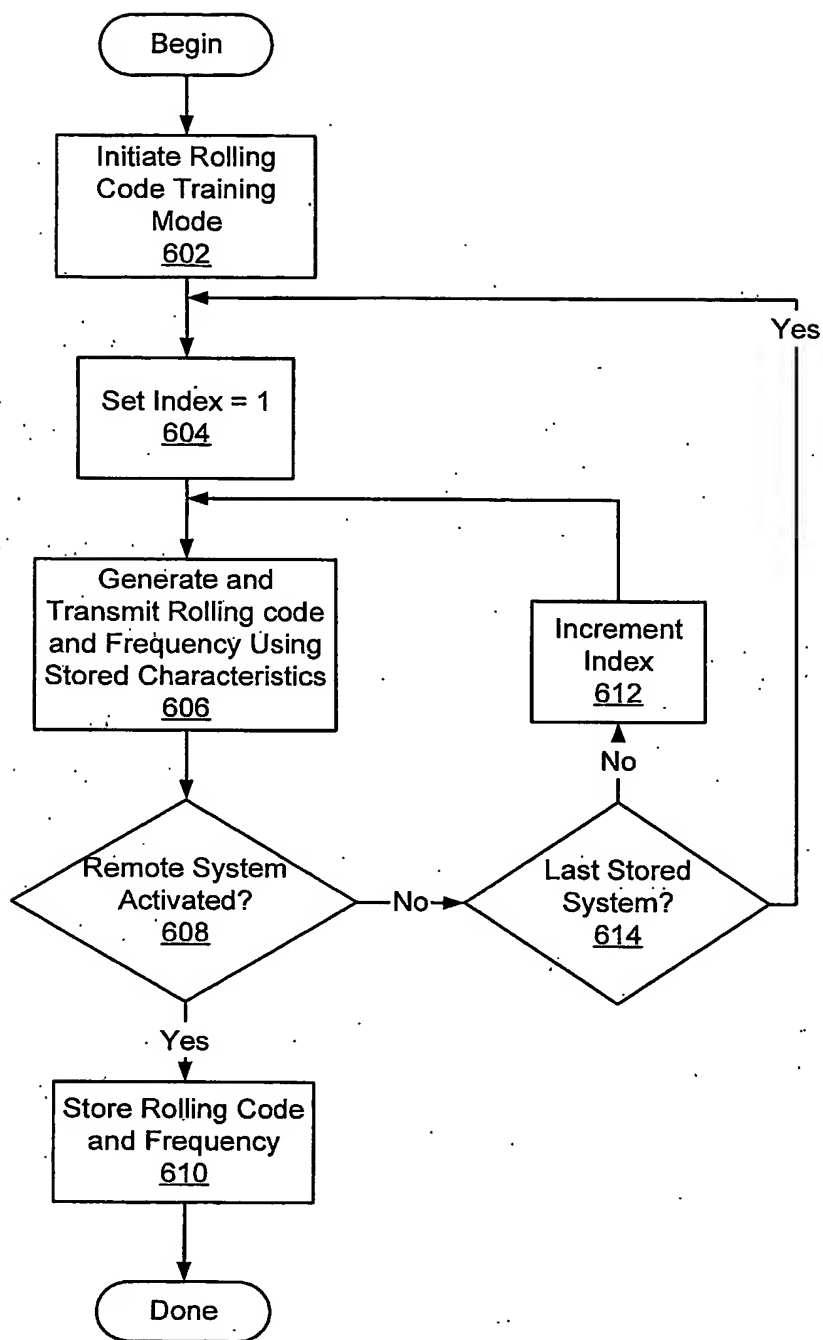 Begin
Initiate Rolling
Code Training
Mode
602
Yes
Set Index = 1
604
Generate and
Transmit Rolling code
and Frequency Using
Stored Characteristics
606
Increment
Index
612
No
Remote System
Activated?
608
No
Last Stored
System?
614
Yes
Store Rolling Code
and Frequency
610
Done